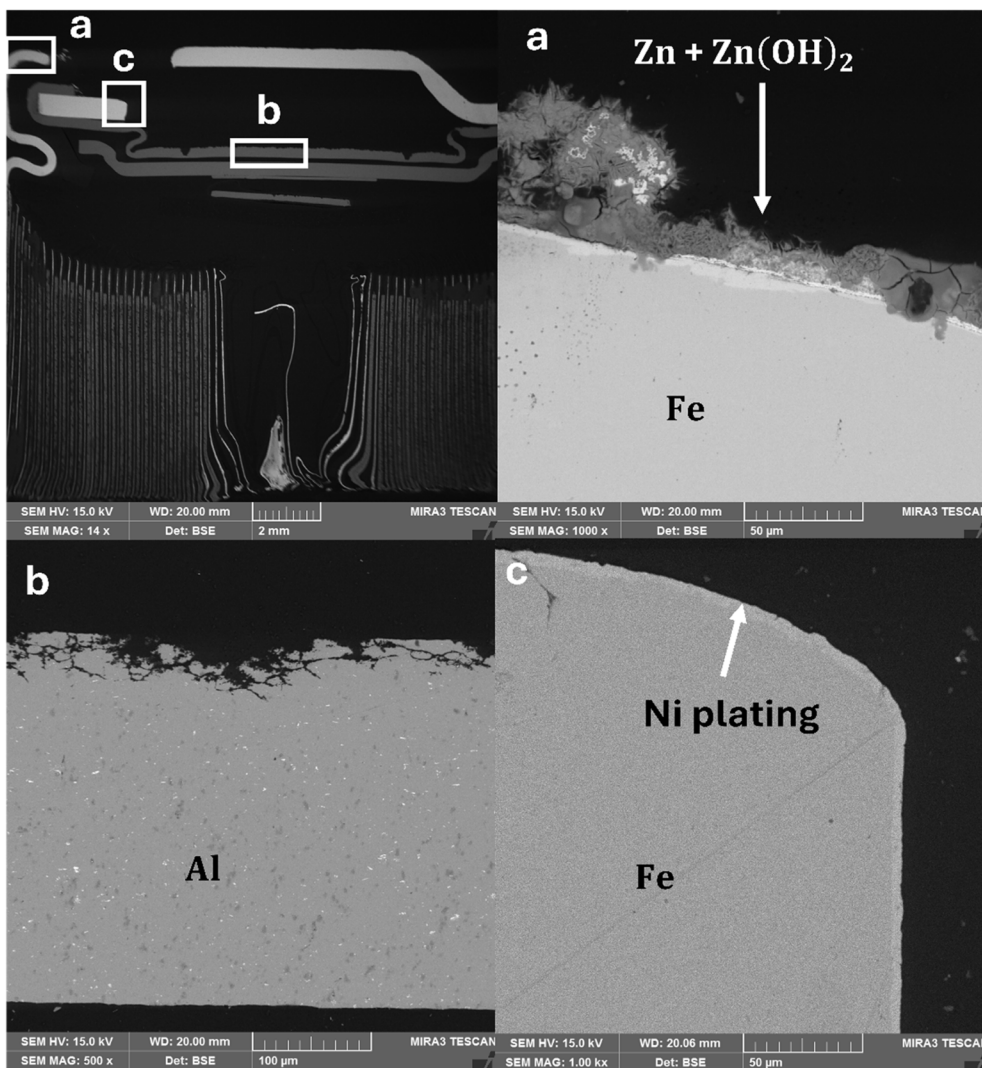 a
c
b
SEM HV: 15.0 kV
WD: 20.00 mm
MIRA3 TESCAN
SEM MAG: 14 x
Det: BSE
2 mm
a
Zn + Zn(OH)₂
Fe
SEM HV: 15.0 kV
WD: 20.00 mm
MIRA3 TESCAN
SEM MAG: 1000 x
Det: BSE
50 µm
b
Al
SEM HV: 15.0 kV
WD: 20.00 mm
MIRA3 TESCAN
SEM MAG: 500 x
Det: BSE
100 µm
c
Ni plating
Fe
SEM HV: 15.0 kV
WD: 20.06 mm
MIRA3 TESCAN
SEM MAG: 1.00 kx
Det: BSE
50 µm